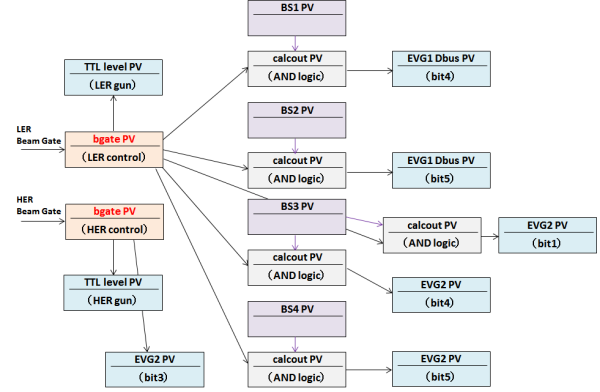 BS1 PV
calcout PV
(AND logic)
EVG1 Dbus PV
(bit4)
TTL level PV
(LER gun)
BS2 PV
LER
Beam Gate
bgate PV
(LER control)
calcout PV
(AND logic)
EVG1 Dbus PV
(bit5)
HER
Beam Gate
bgate PV
(HER control)
BS3 PV
calcout PV
(AND logic)
EVG2 PV
(bit1)
calcout PV
(AND logic)
TTL level PV
(HER gun)
EVG2 PV
(bit4)
BS4 PV
EVG2 PV
(bit3)
calcout PV
(AND logic)
EVG2 PV
(bit5)